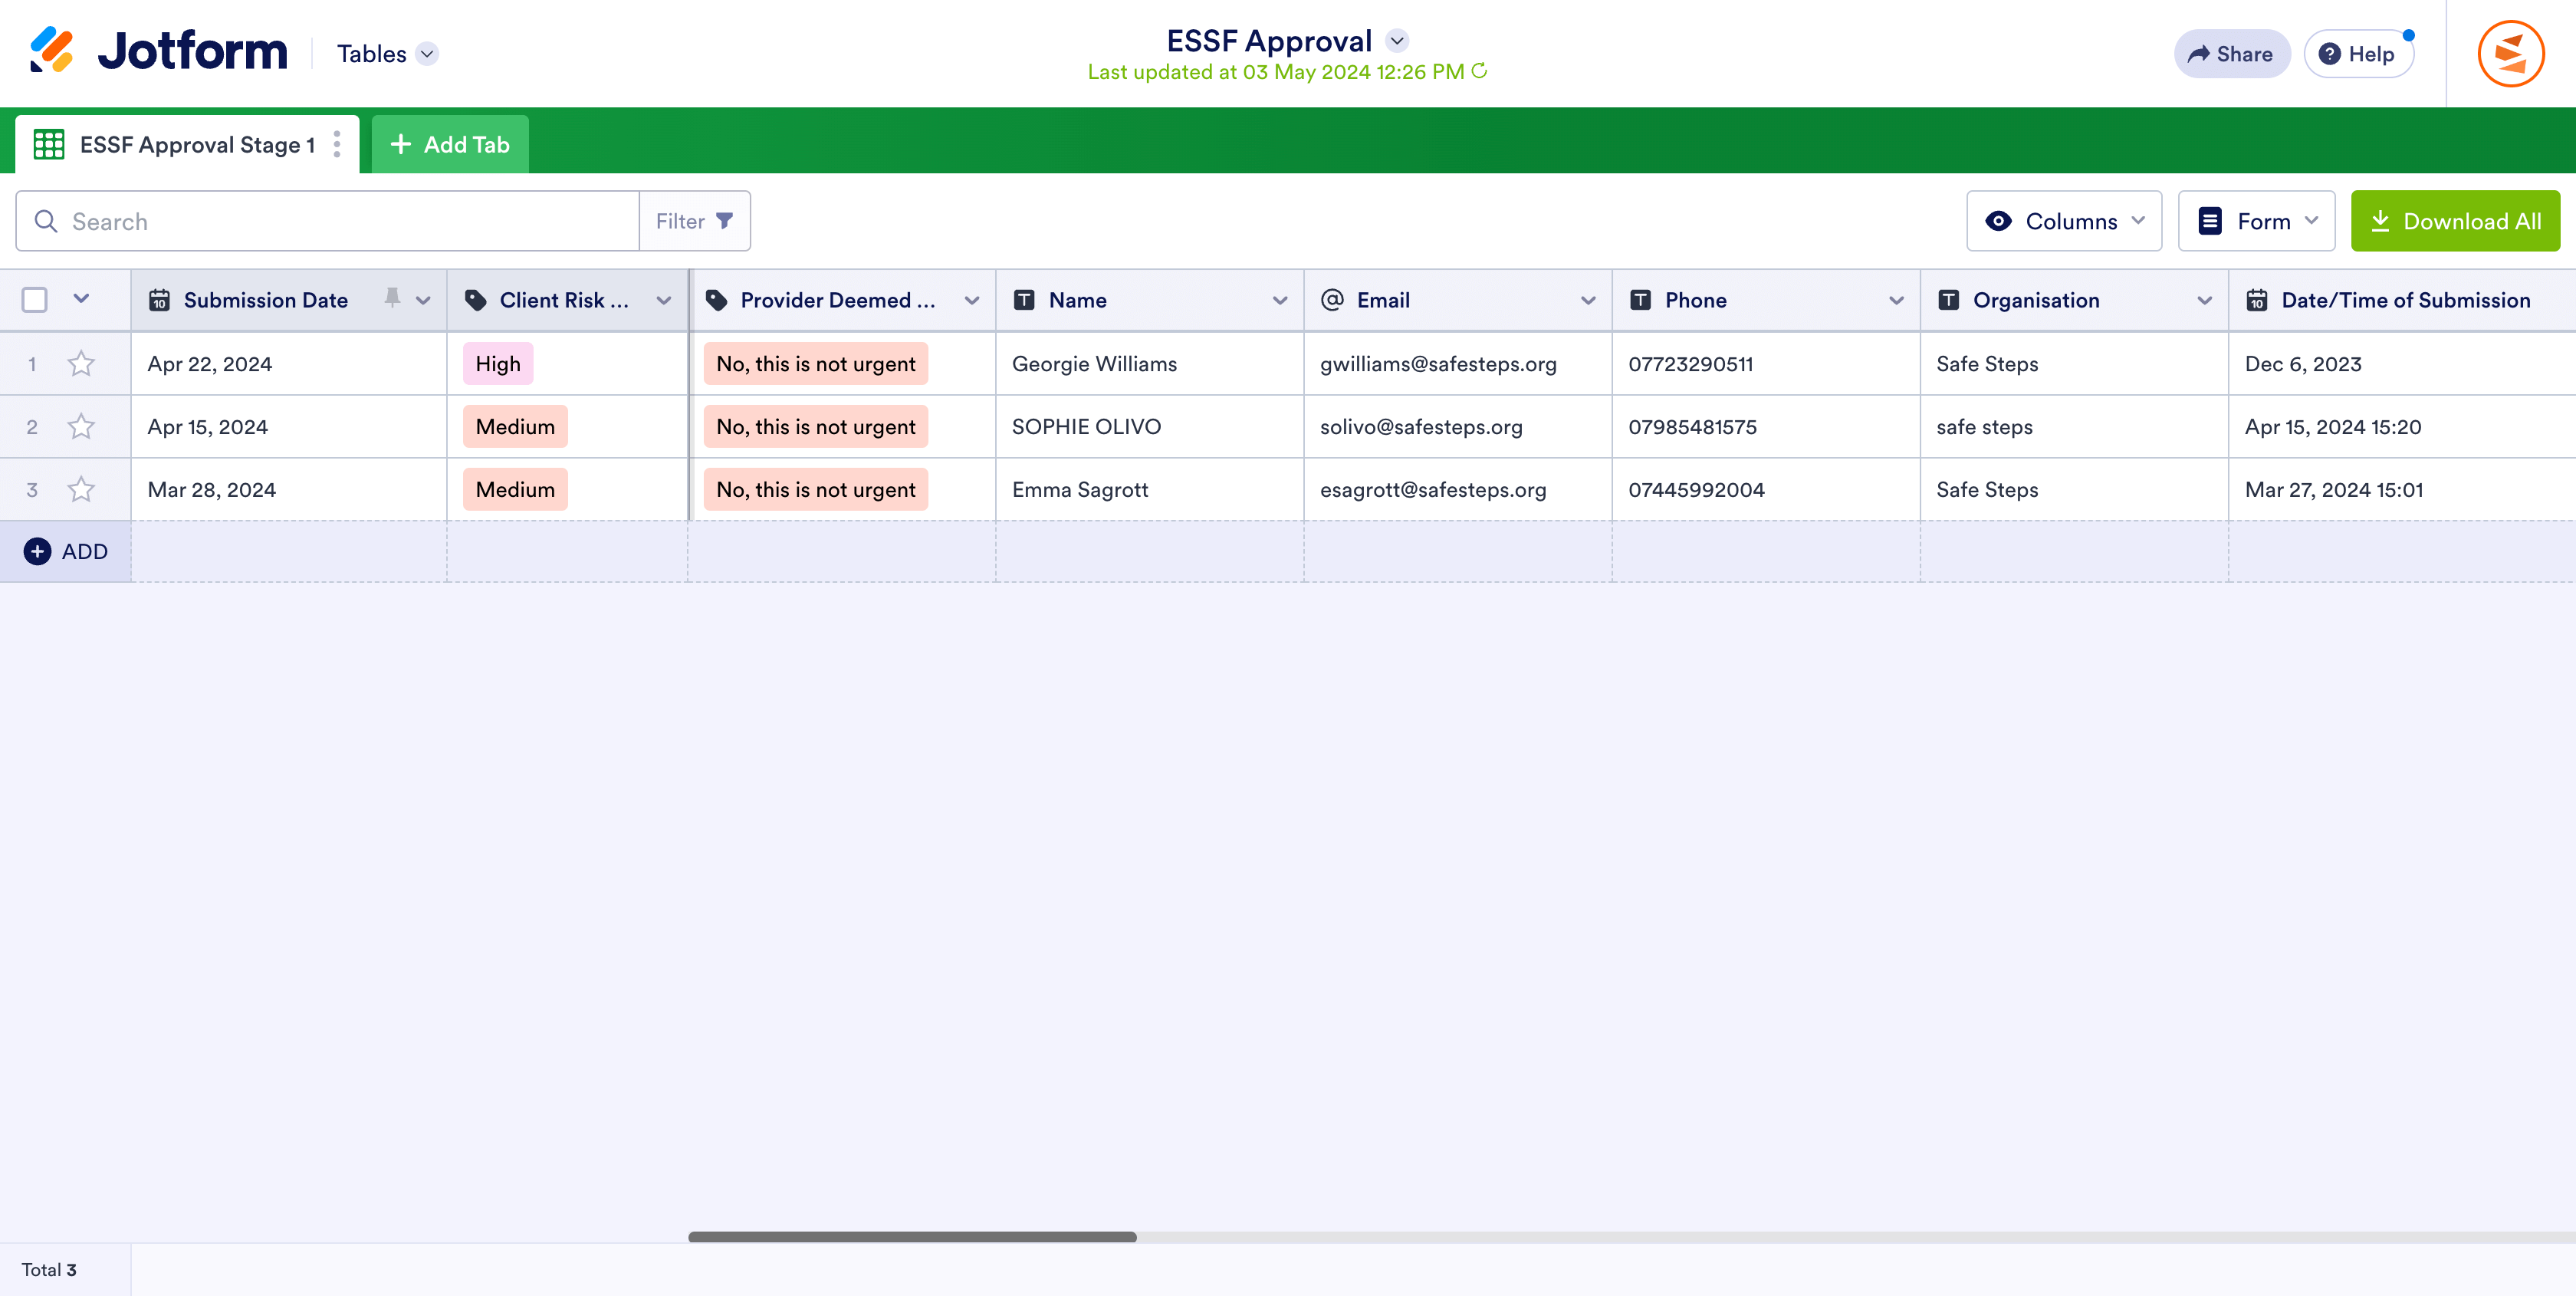 Jotform
Tables
ESSF Approval
Last updated at 03 May 2024 12:26 PM
Share
Help
ESSF Approval Stage 1
Add Tab
Search
Filter
Columns
Form
Download All
Submission Date
Client Risk ...
Provider Deemed ...
Name
Email
Phone
Organisation
Date/Time of Submission
1 Apr 22, 2024 High No, this is not urgent Georgie Williams gwilliams@safesteps.org 07723290511 Safe Steps Dec 6, 2023
2 Apr 15, 2024 Medium No, this is not urgent SOPHIE OLIVO solivo@safesteps.org 07985481575 safe steps Apr 15, 2024 15:20
3 Mar 28, 2024 Medium No, this is not urgent Emma Sagrott esagrott@safesteps.org 07445992004 Safe Steps Mar 27, 2024 15:01
ADD
Total 3